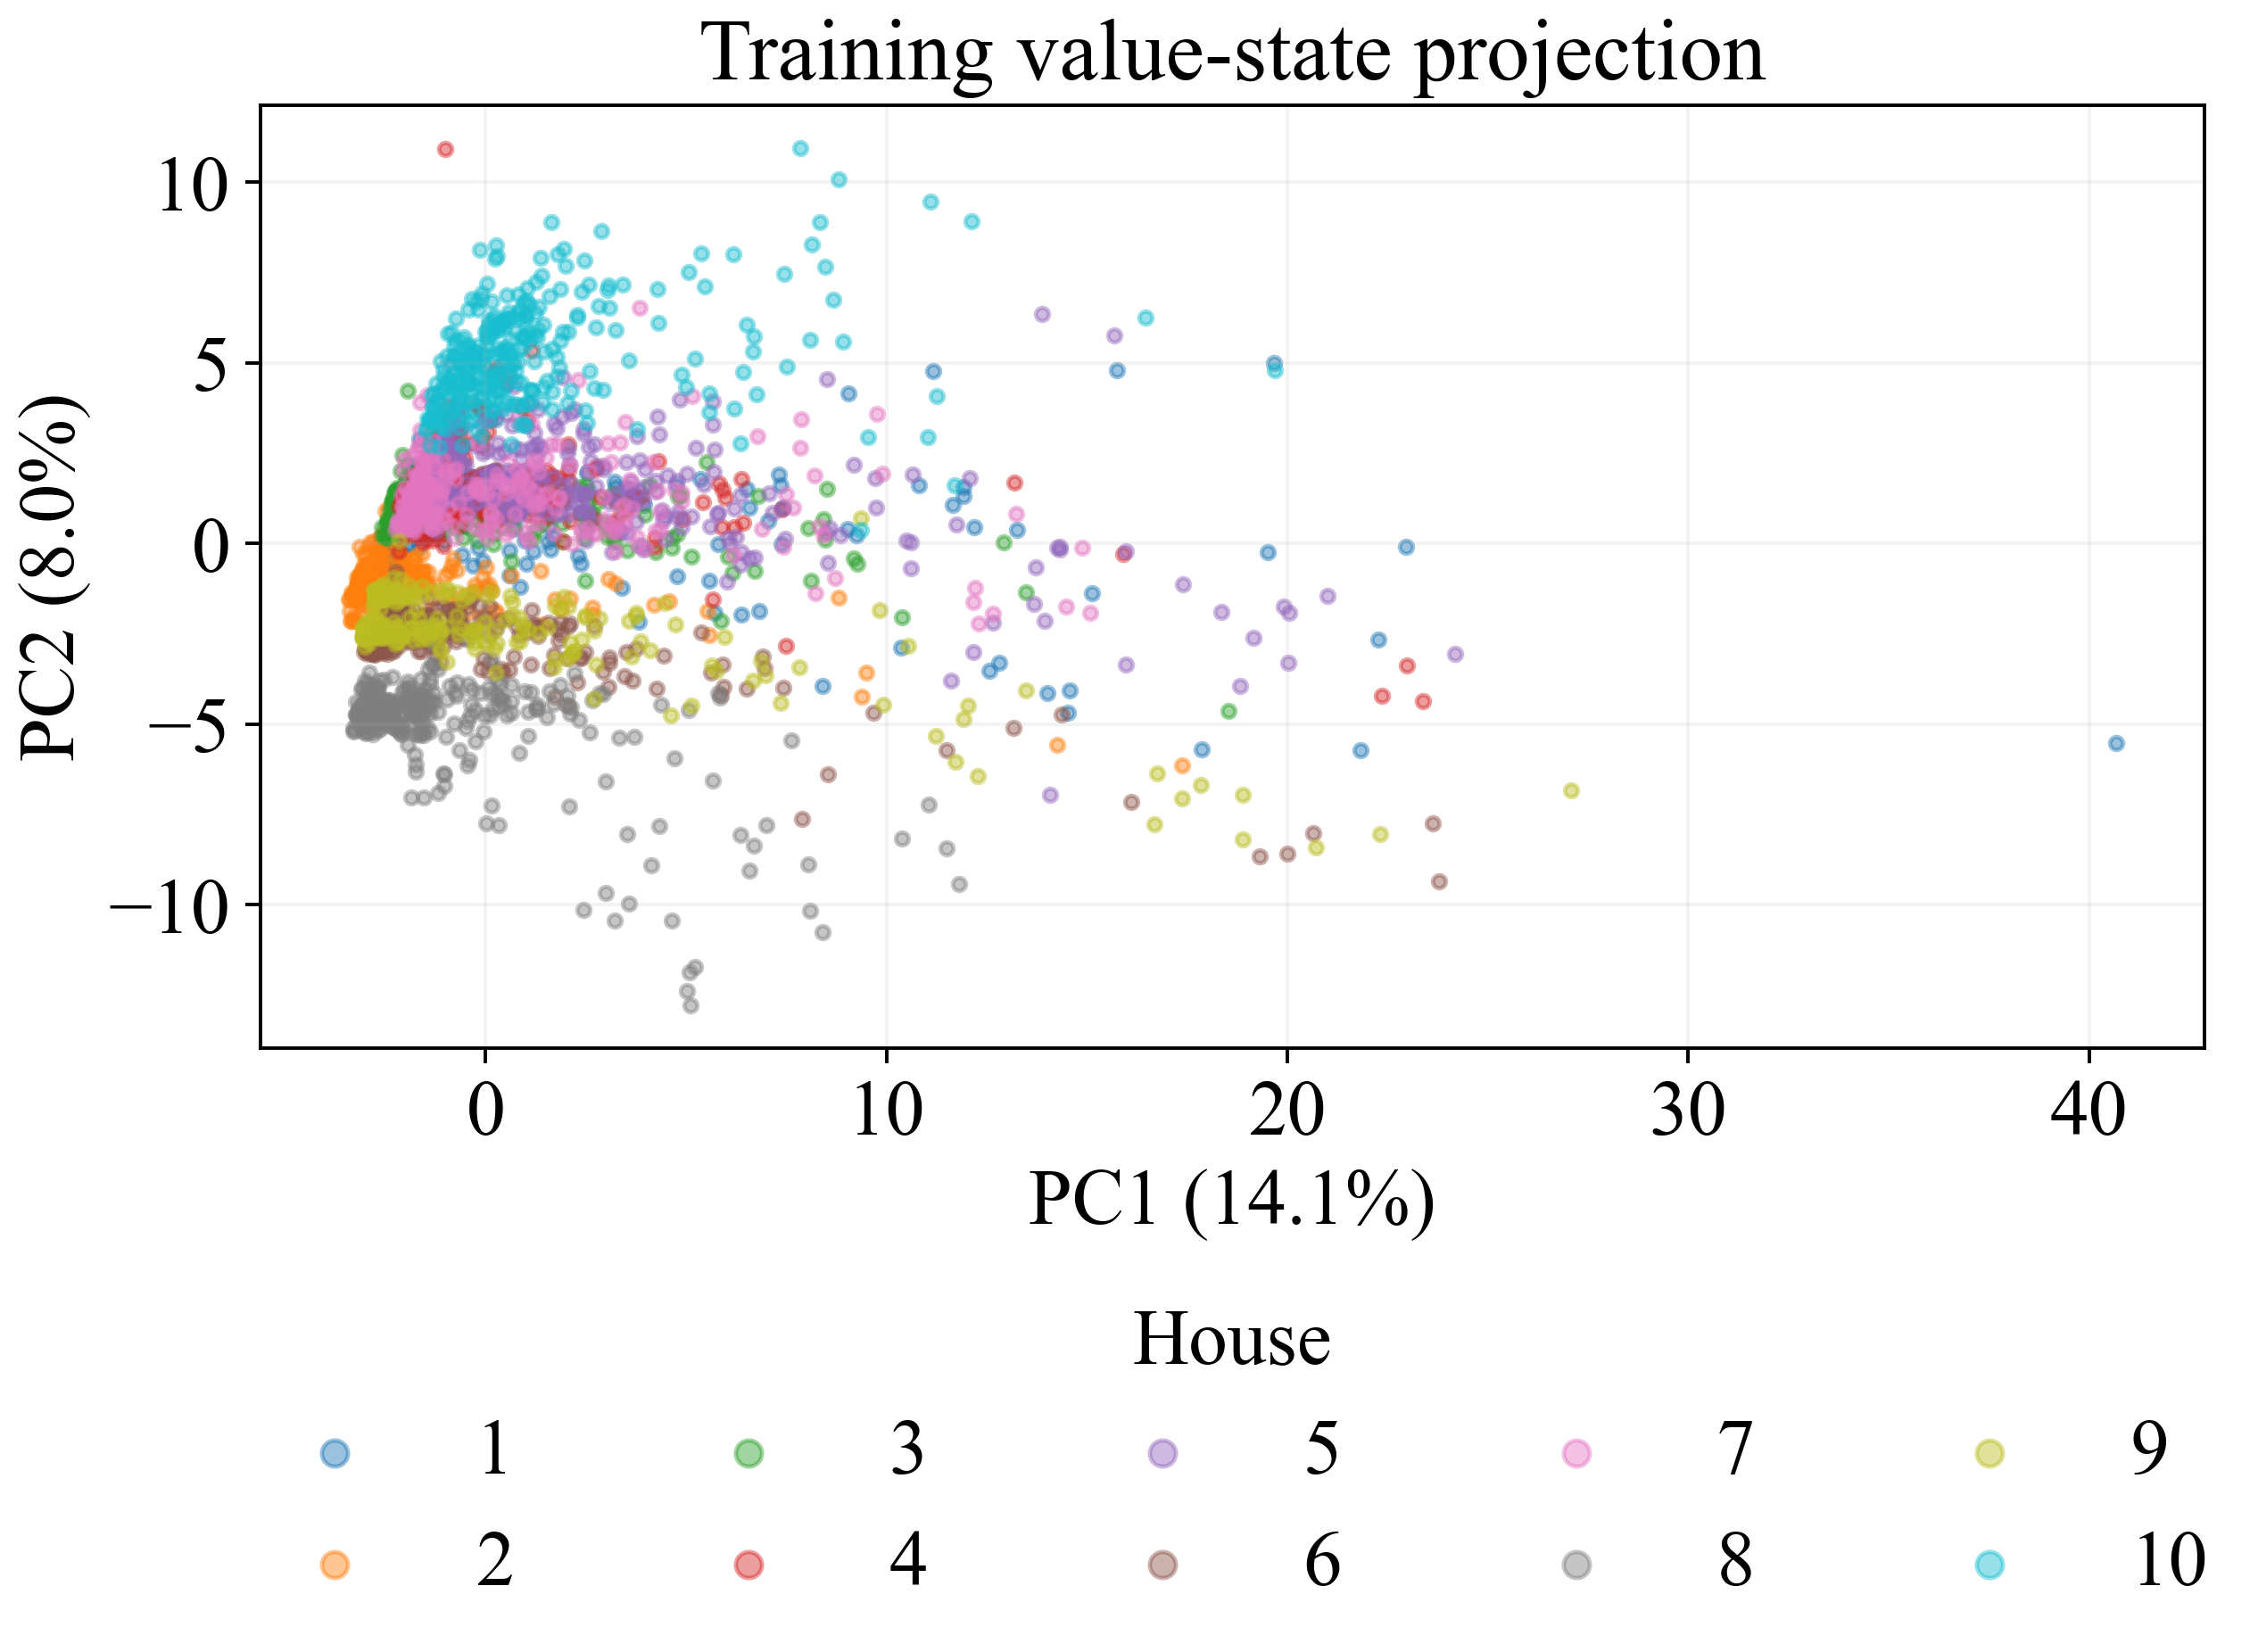 Training value-state projection
10
5
0
−5
−10
PC2 (8.0%)
0 10 20 30 40
PC1 (14.1%)
House
1 3 5 7 9
2 4 6 8 10